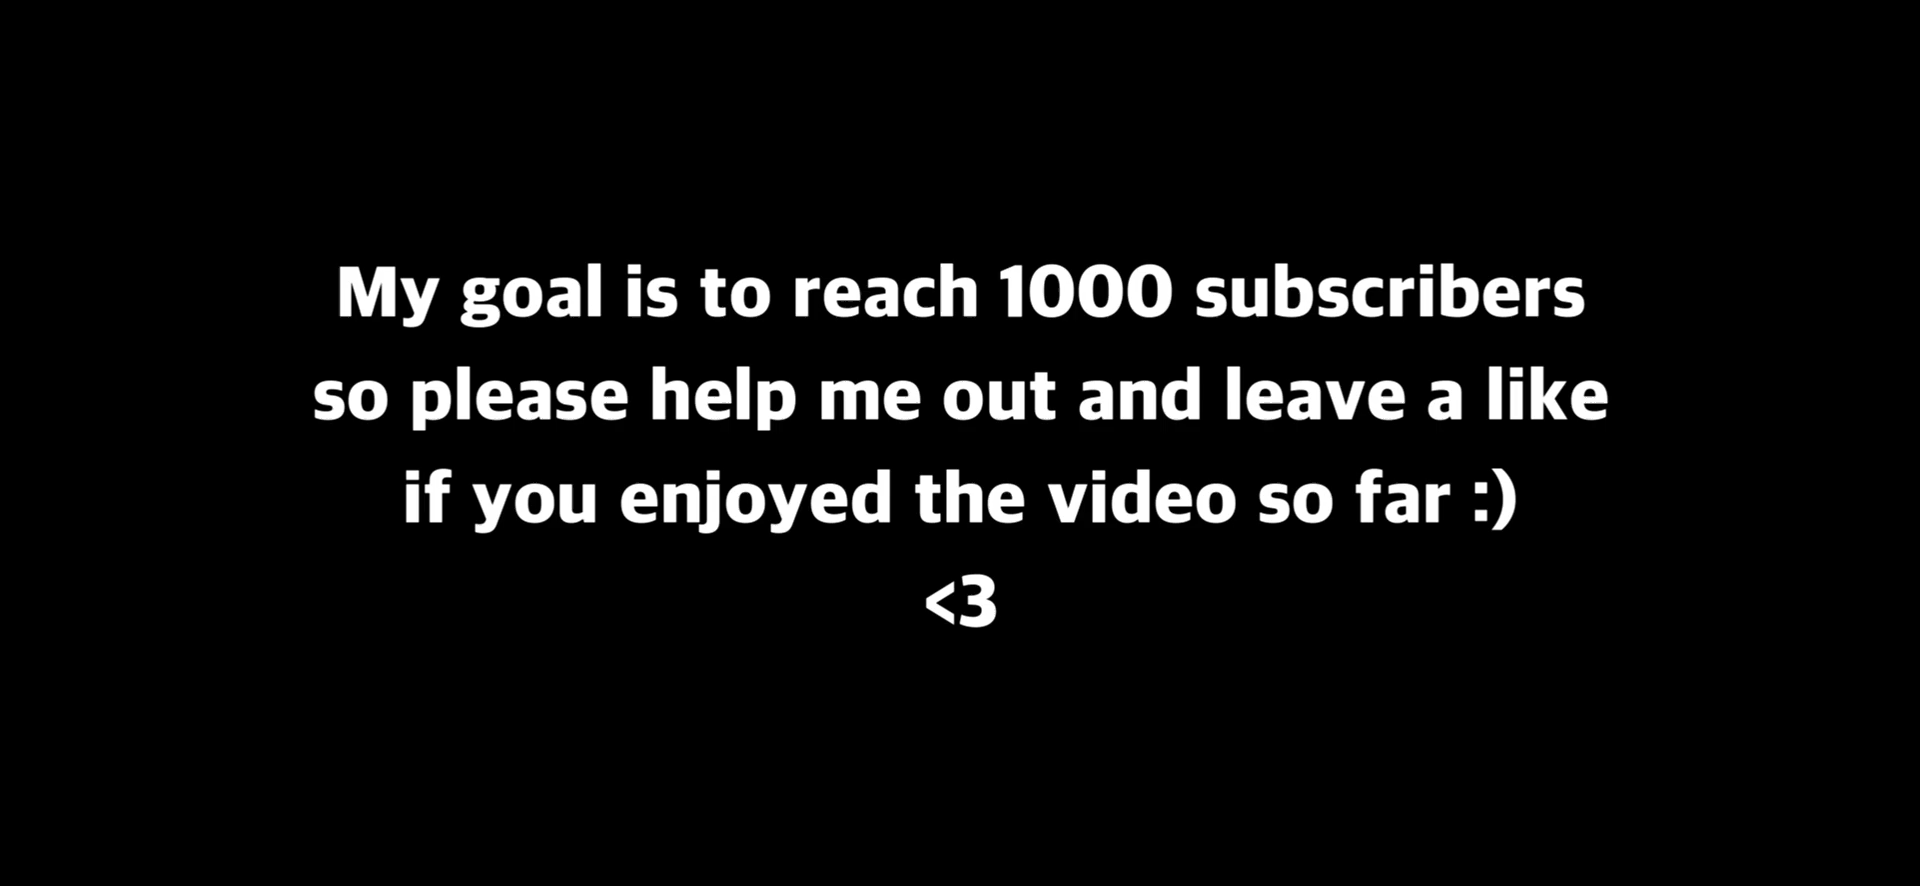 My goal is to reach 1000 subscribers
so please help me out and leave a like
if you enjoyed the video so far :)
<3